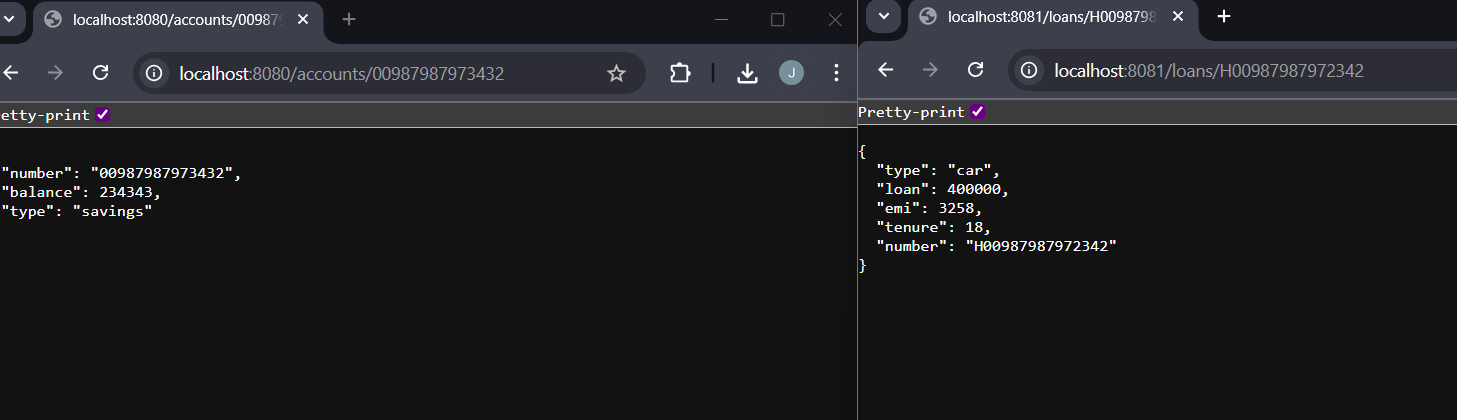 localhost:8080/accounts/00987
localhost:8080/accounts/00987987973432
J
etty-print
"number": "00987987973432",
"balance": 234343,
"type": "savings"
localhost:8081/loans/H0098798
localhost:8081/loans/H00987987972342
Pretty-print
{
"type": "car",
"loan": 400000,
"emi": 3258,
"tenure": 18,
"number": "H00987987972342"
}